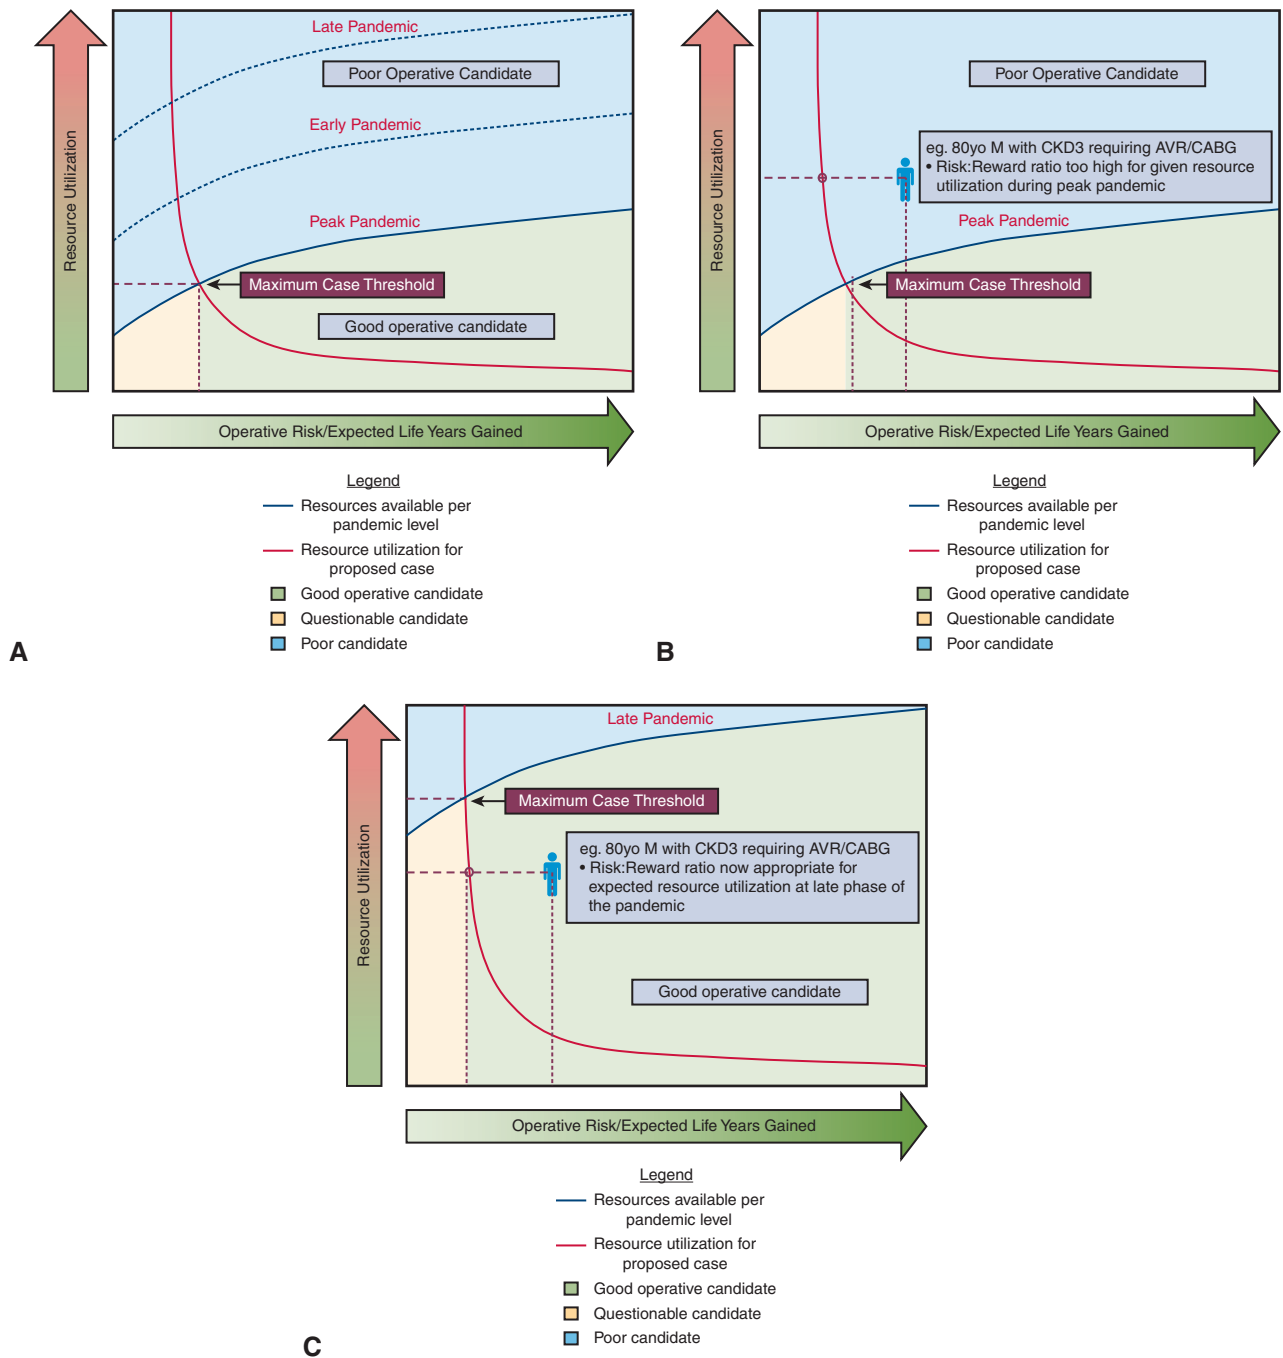 Late Pandemic
Poor Operative Candidate
Early Pandemic
Peak Pandemic
Maximum Case Threshold
Good operative candidate
Resource Utilization
Operative Risk/Expected Life Years Gained
Legend
Resources available per
pandemic level
Resource utilization for
proposed case
Good operative candidate
Questionable candidate
Poor candidate
A
Poor Operative Candidate
eg. 80yo M with CKD3 requiring AVR/CABG
• Risk:Reward ratio too high for given resource
utilization during peak pandemic
Peak Pandemic
Maximum Case Threshold
Resource Utilization
Operative Risk/Expected Life Years Gained
Legend
Resources available per
pandemic level
Resource utilization for
proposed case
Good operative candidate
Questionable candidate
Poor candidate
B
Late Pandemic
Maximum Case Threshold
eg. 80yo M with CKD3 requiring AVR/CABG
• Risk:Reward ratio now appropriate for
expected resource utilization at late phase of
the pandemic
Good operative candidate
Resource Utilization
Operative Risk/Expected Life Years Gained
Legend
Resources available per
pandemic level
Resource utilization for
proposed case
Good operative candidate
Questionable candidate
Poor candidate
C